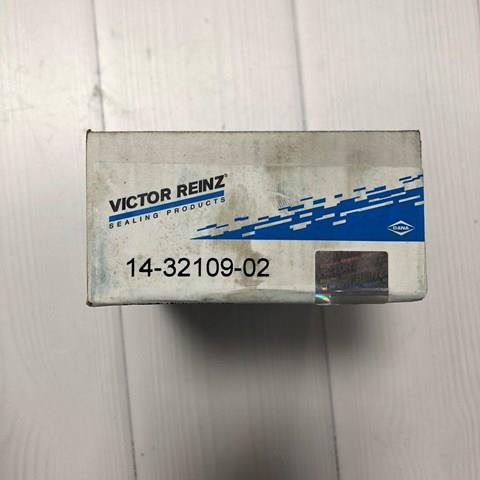 VICTOR REINZ®
SEALING PRODUCTS
DANA
14-32109-02